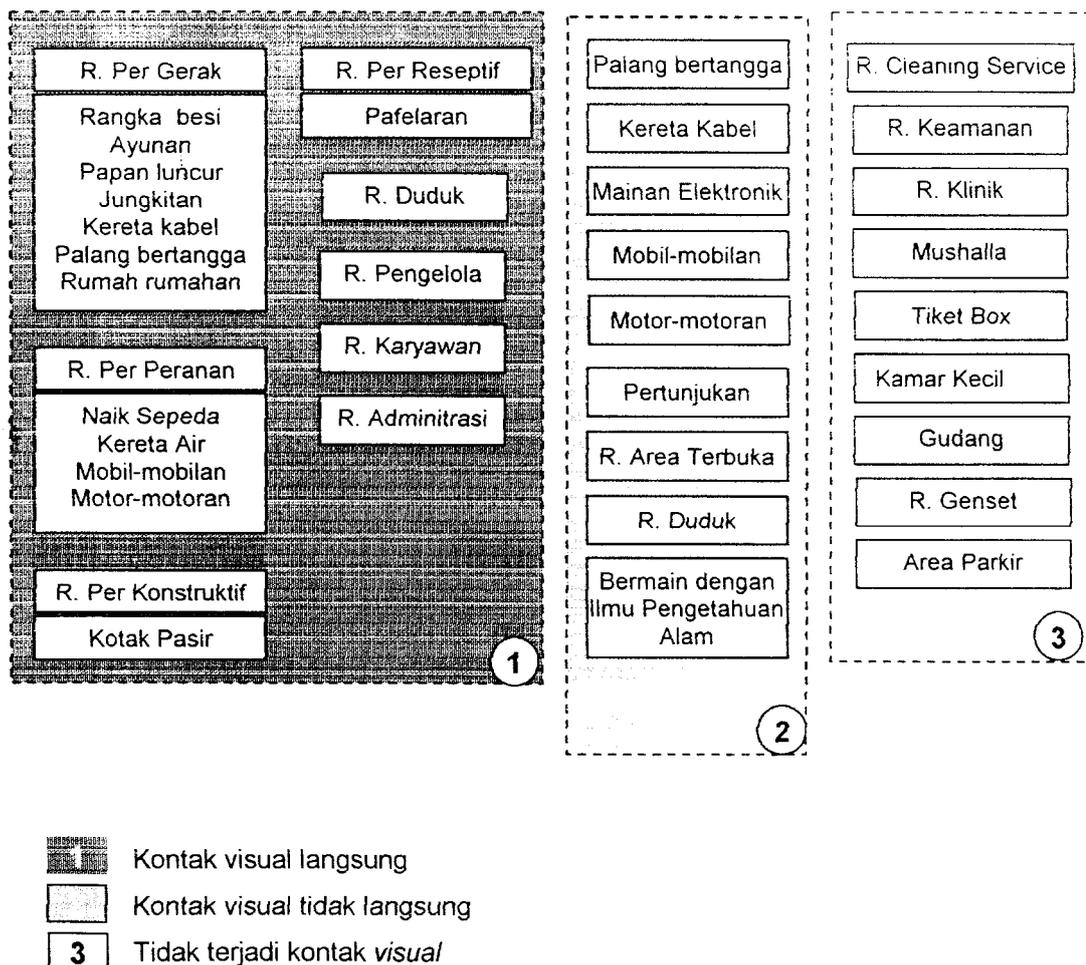 R. Per Gerak
Rangka besi
Ayunan
Papan luncur
Jungkitan
Kereta kabel
Palang bertangga
Rumah rumahan
R. Per Peranan
Naik Sepeda
Kereta Air
Mobil-mobilan
Motor-motoran
R. Per Konstruktif
Kotak Pasir
R. Per Reseptif
Pafelaran
R. Duduk
R. Pengelola
R. Karyawan
R. Adminitrasi
1
Palang bertangga
Kereta Kabel
Mainan Elektronik
Mobil-mobilan
Motor-motoran
Pertunjukan
R. Area Terbuka
R. Duduk
Bermain dengan
Ilmu Pengetahuan
Alam
2
R. Cleaning Service
R. Keamanan
R. Klinik
Mushalla
Tiket Box
Kamar Kecil
Gudang
R. Genset
Area Parkir
3
1 Kontak visual langsung
Kontak visual tidak langsung
3 Tidak terjadi kontak visual